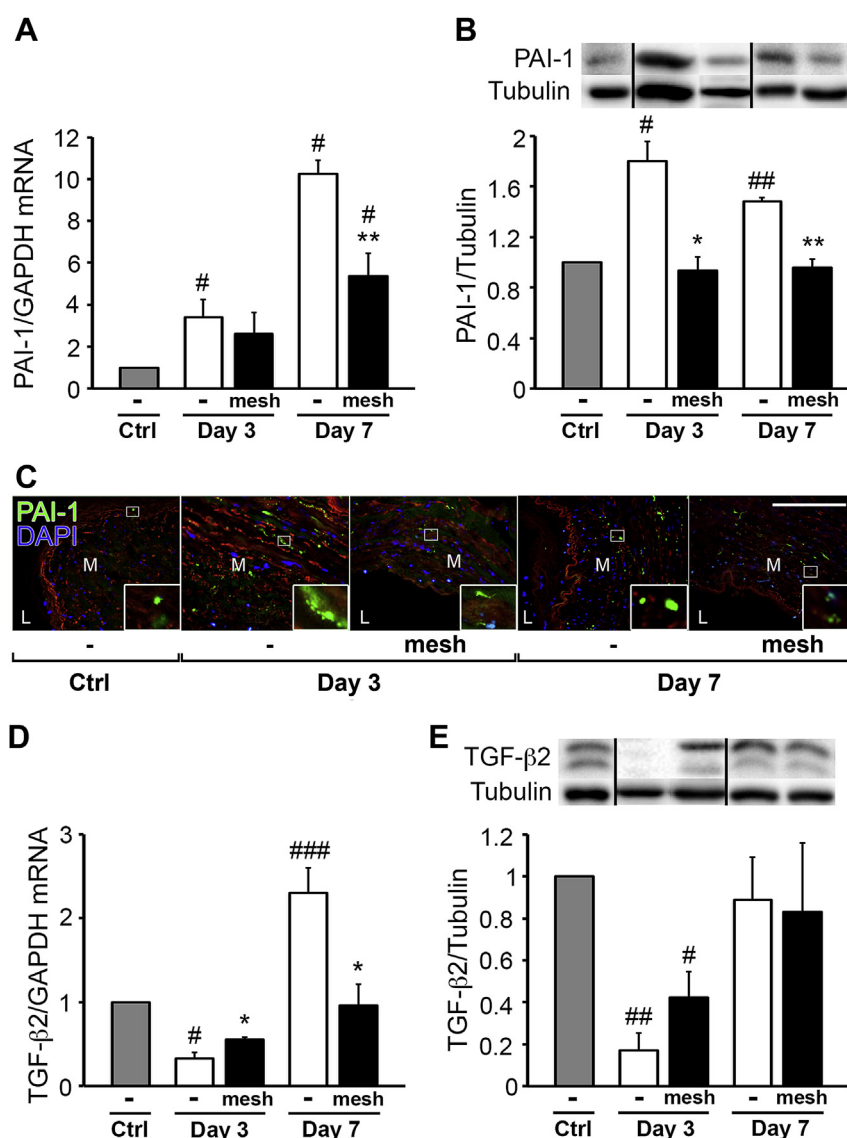 A
PAI-1/GAPDH mRNA
12
10
8
6
4
2
0
#
#
#
**
-
-
mesh
-
mesh
Ctrl
Day 3
Day 7
B
PAI-1
Tubulin
PAI-1/Tubulin
2
1.6
1.2
0.8
0.4
0
#
*
##
**
-
-
mesh
-
mesh
Ctrl
Day 3
Day 7
C
PAI-1
DAPI
M
L
M
M
L
M
L
M
L
-
-
mesh
-
mesh
Ctrl
Day 3
Day 7
D
TGF-β2/GAPDH mRNA
3
2
1
0
#
*
###
*
-
-
mesh
-
mesh
Ctrl
Day 3
Day 7
E
TGF-β2
Tubulin
TGF-β2/Tubulin
1.2
1
0.8
0.6
0.4
0.2
0
##
#
-
-
mesh
-
mesh
Ctrl
Day 3
Day 7